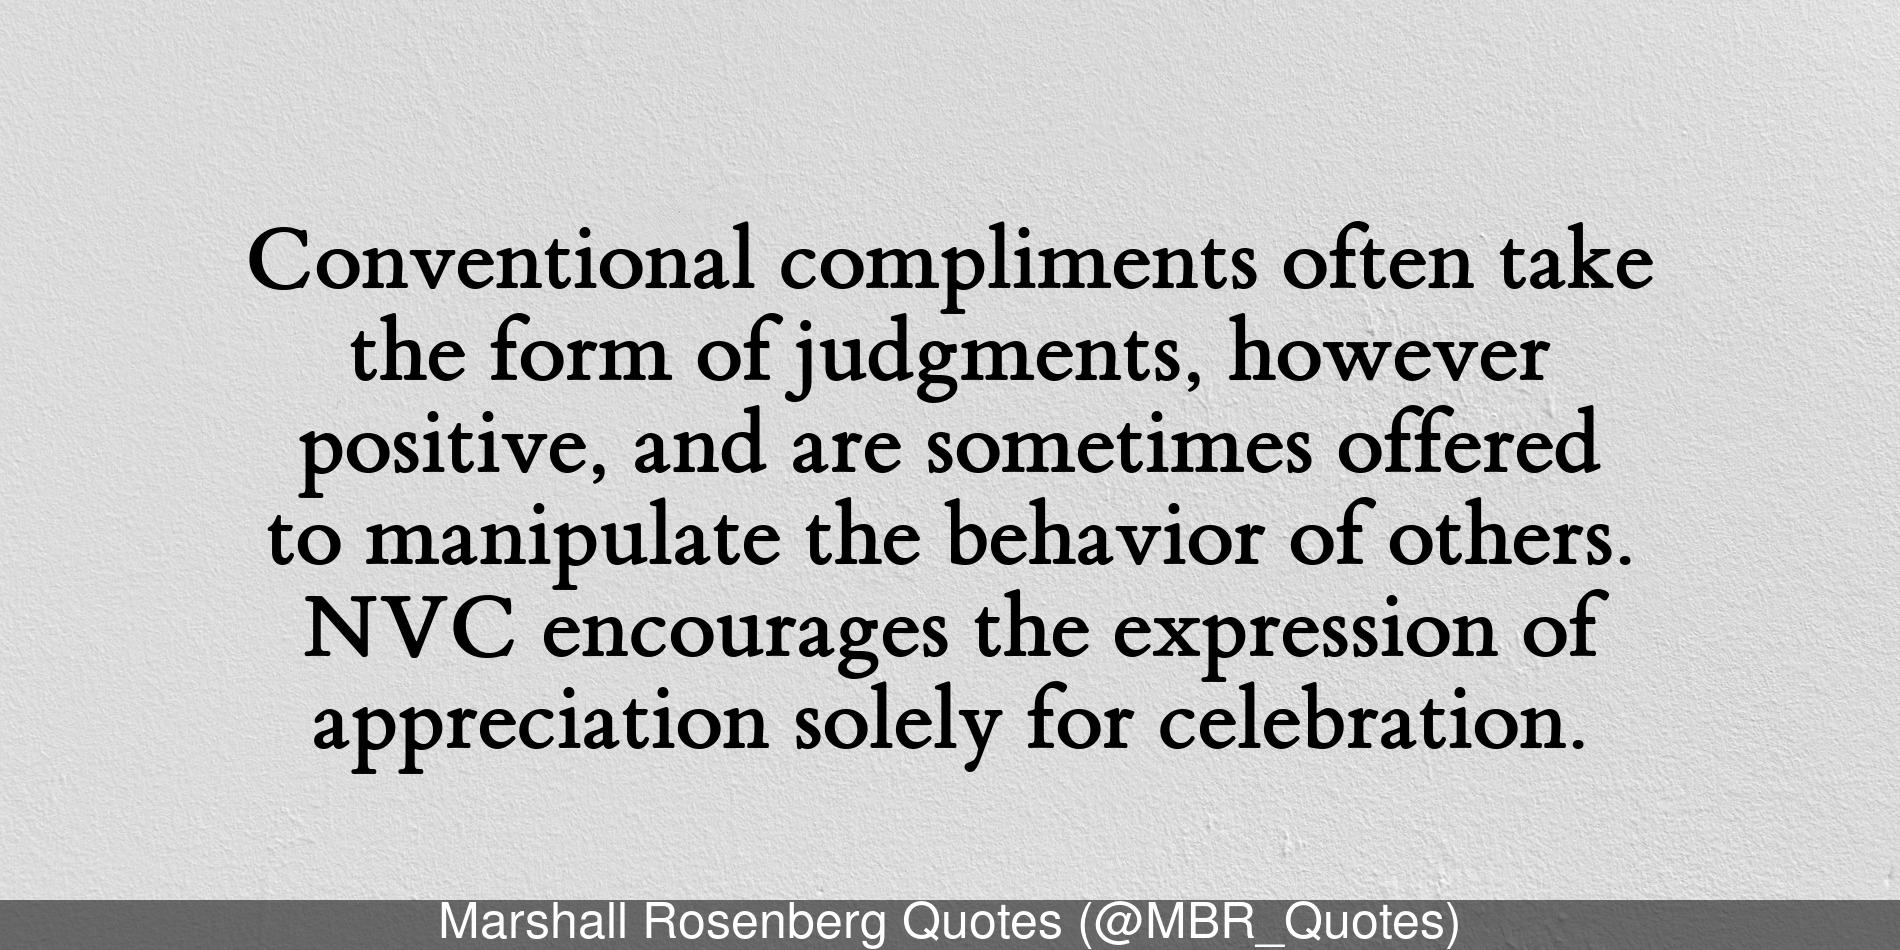 Conventional compliments often take
the form of judgments, however
positive, and are sometimes offered
to manipulate the behavior of others.
NVC encourages the expression of
appreciation solely for celebration.
Marshall Rosenberg Quotes (@MBR_Quotes)